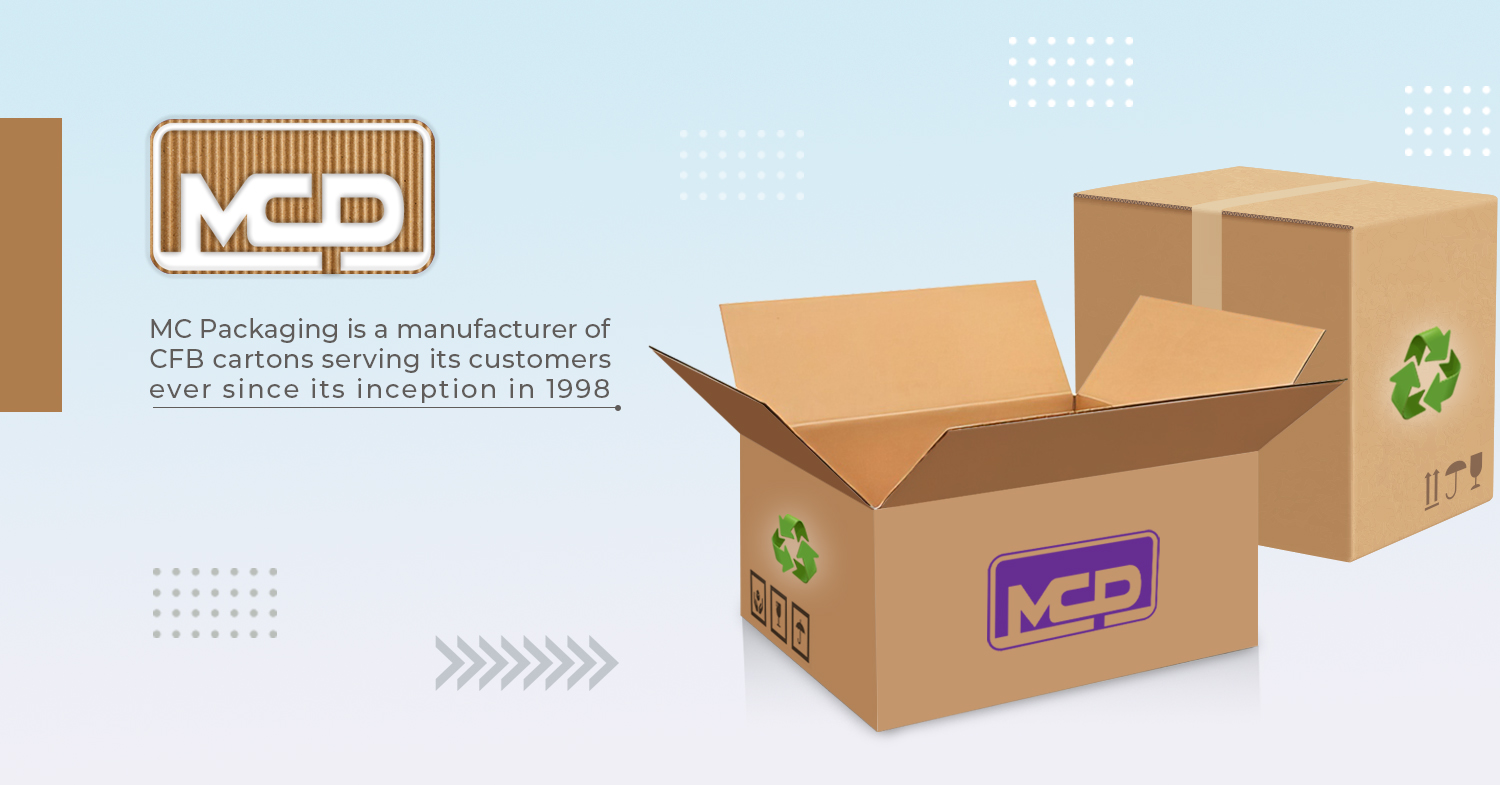 MCP
MC Packaging is a manufacturer of
CFB cartons serving its customers
ever since its inception in 1998
MCP